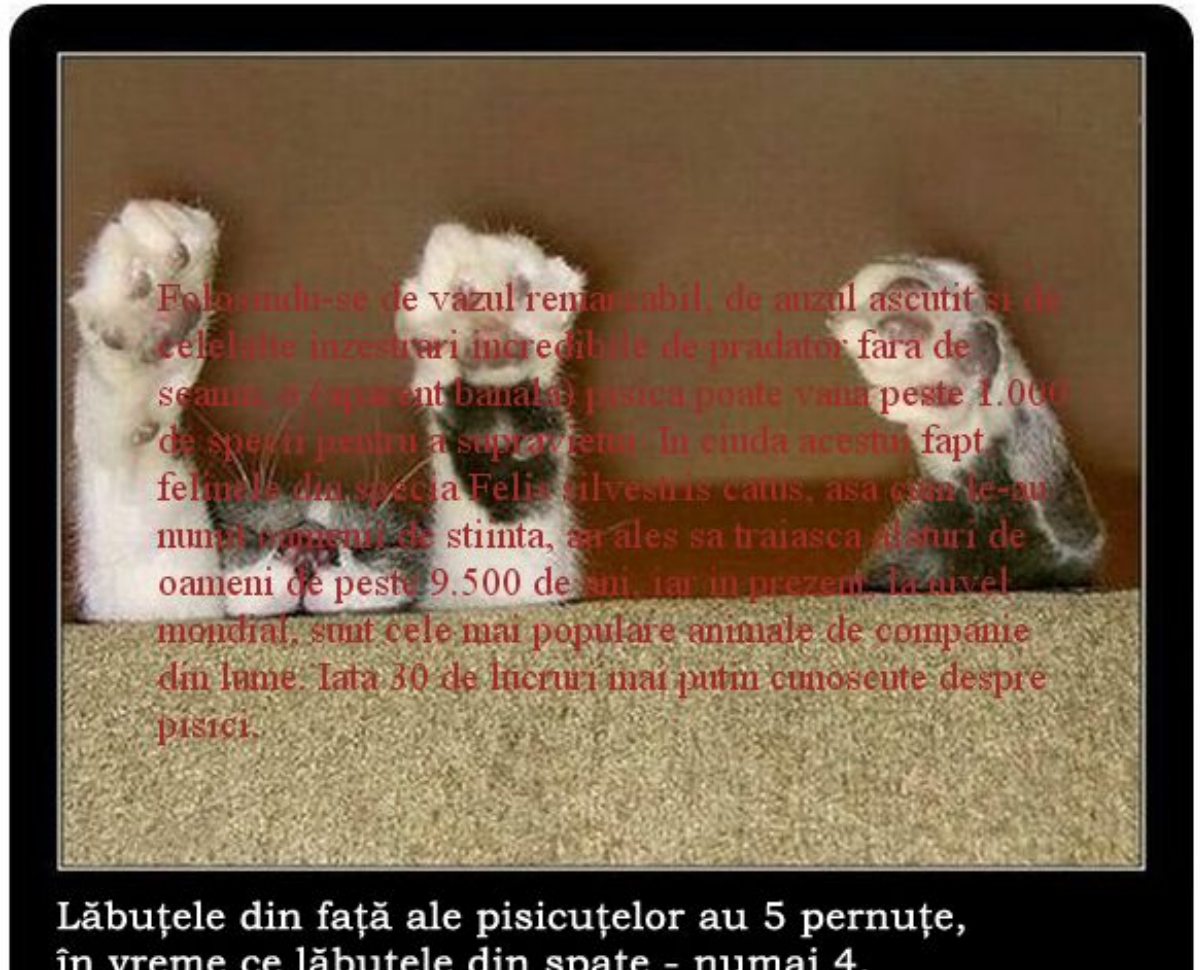 Folosindu-se de vazul remarcabil, de auzul ascutit si de
celelalte inzestrari incredibile de pradator fara de
seama, o (aparent banala) pisica poate vana peste 1.000
de specii pentru a supravietui. In ciuda acestui fapt,
felinele din specia Felis silvestris catus, asa cum le-au
numit oamenii de stiinta, au ales sa traiasca alaturi de
oameni de peste 9.500 de ani, iar in prezent, la nivel
mondial, sunt cele mai populare animale de companie
din lume. Iata 30 de lucruri mai putin cunoscute despre
pisici.
Lăbuțele din față ale pisicuțelor au 5 pernuțe,
în vreme ce lăbuțele din spate - numai 4.